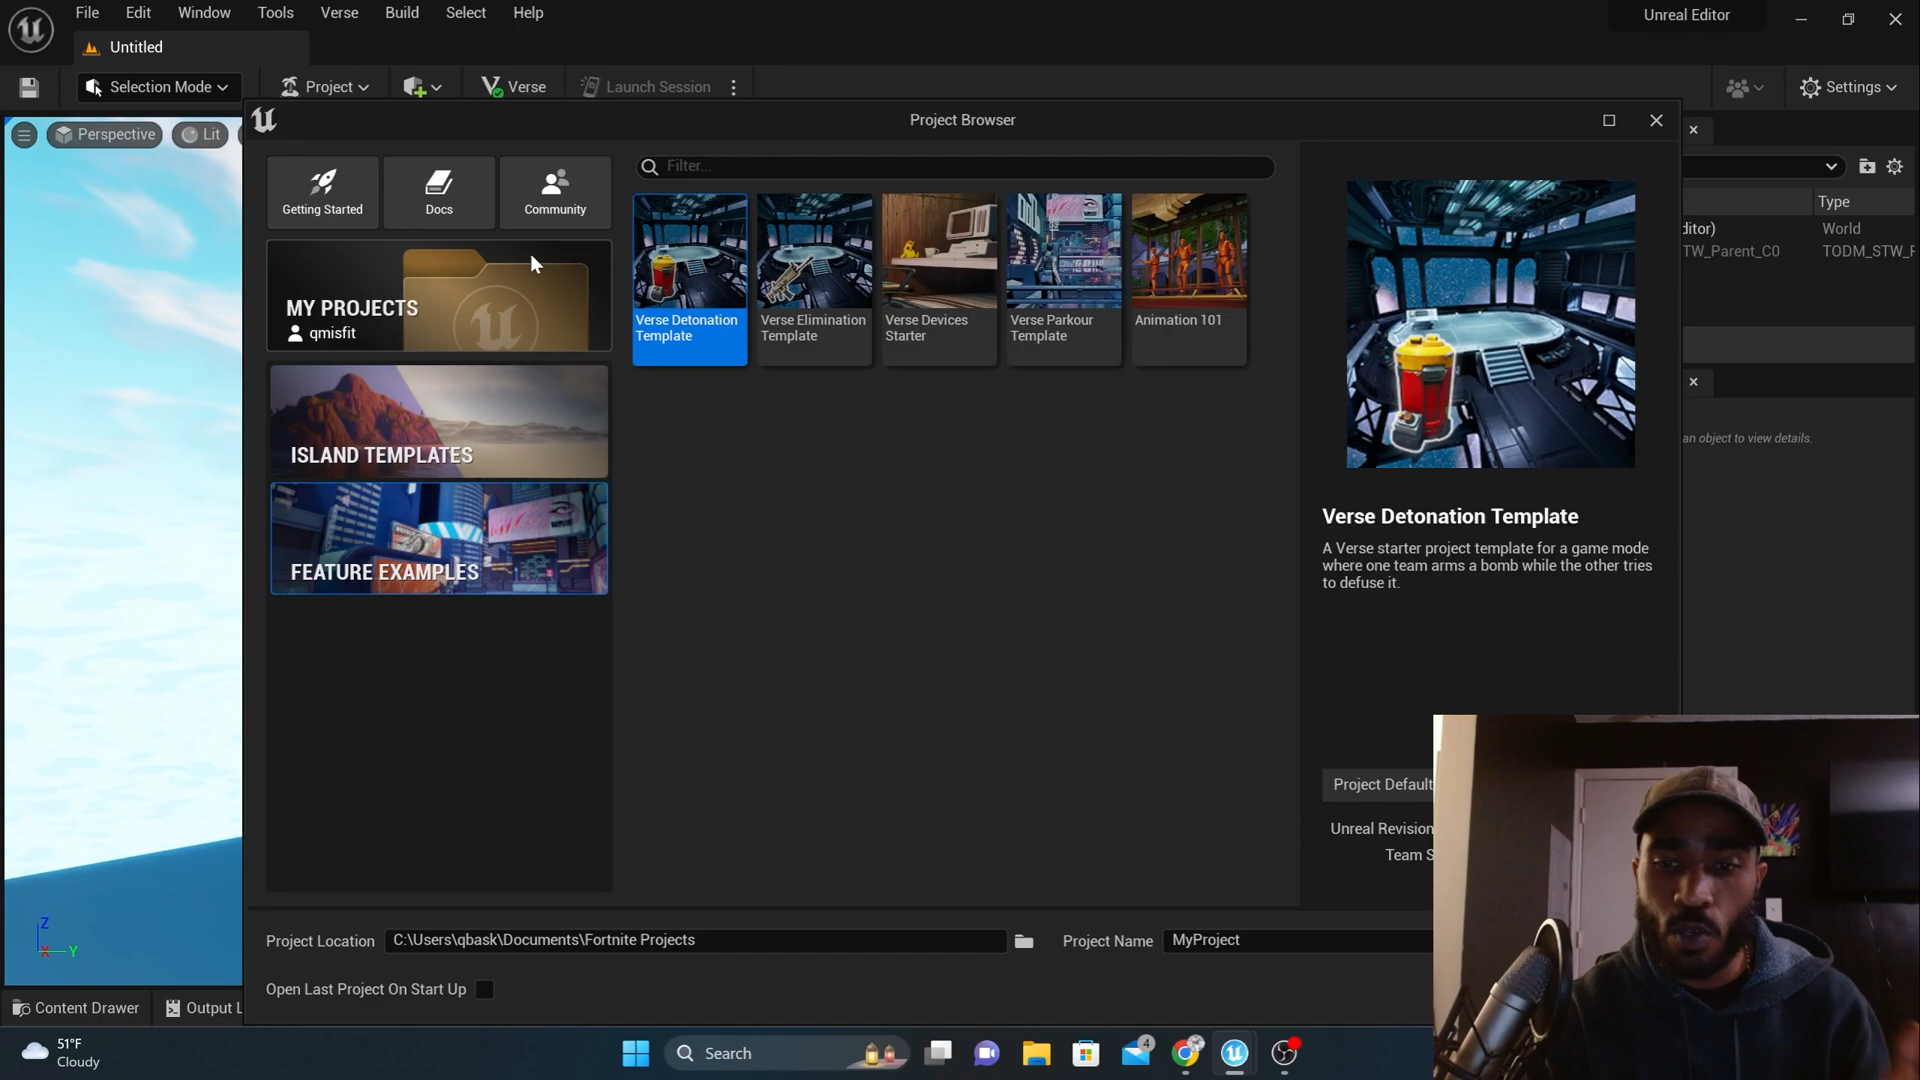 File Edit Window Tools Verse Build Select Help
Unreal Editor
Untitled
Selection Mode
Project
Verse
Launch Session
Settings
Perspective
Lit
Project Browser
Getting Started
Docs
Community
Filter...
MY PROJECTS
qmisfit
ISLAND TEMPLATES
FEATURE EXAMPLES
Verse Detonation
Template
Verse Elimination
Template
Verse Devices
Starter
Verse Parkour
Template
Animation 101
Verse Detonation Template
A Verse starter project template for a game mode
where one team arms a bomb while the other tries
to defuse it.
Project Default
Unreal Revision
Team S
Type
ditor) World
TW_Parent_C0 TODM_STW_F
an object to view details.
Z
X
Y
Project Location C:\Users\qbask\Documents\Fortnite Projects
Project Name MyProject
Open Last Project On Start Up
Content Drawer
Output L
51°F
Cloudy
Search
4